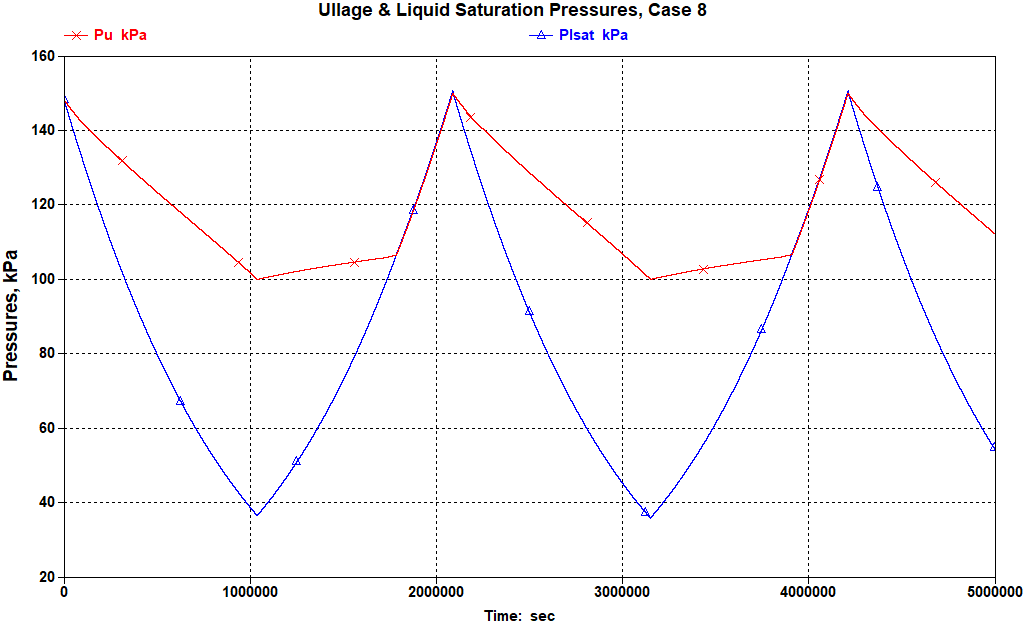 Ullage & Liquid Saturation Pressures, Case 8
Pu kPa
Plsat kPa
160
140
120
100
80
60
40
20
Pressures, kPa
0
1000000
2000000
3000000
4000000
5000000
Time: sec